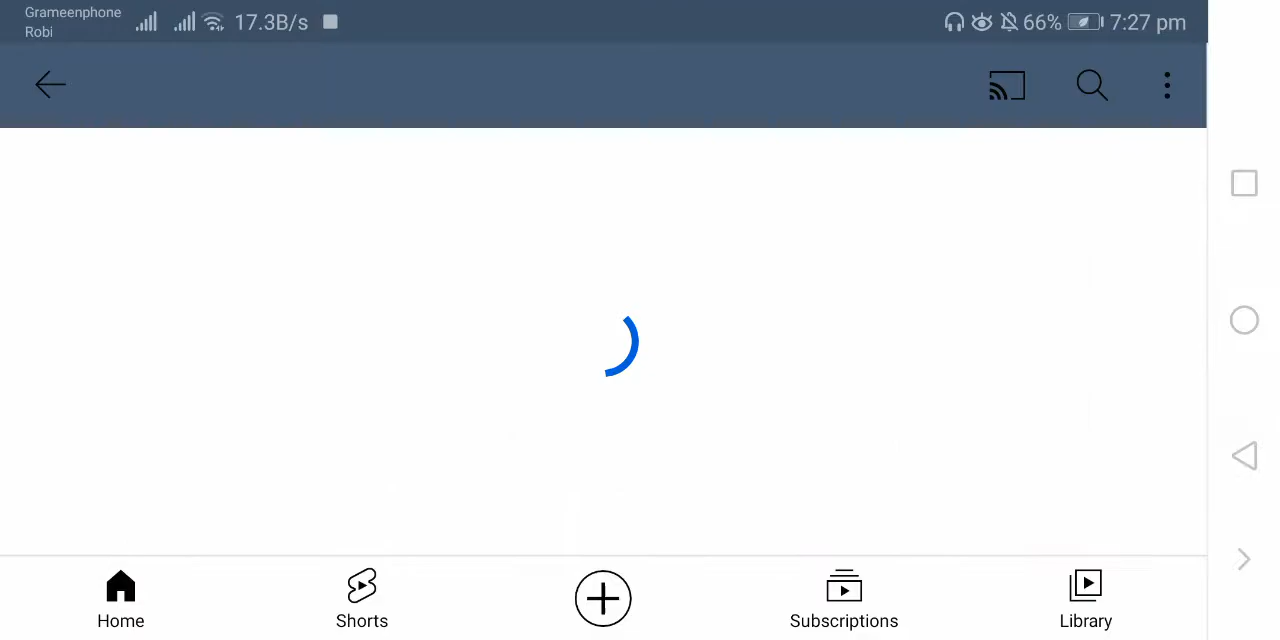 Grameenphone
Robi
17.3B/s
66%
7:27 pm
Home
Shorts
Subscriptions
Library